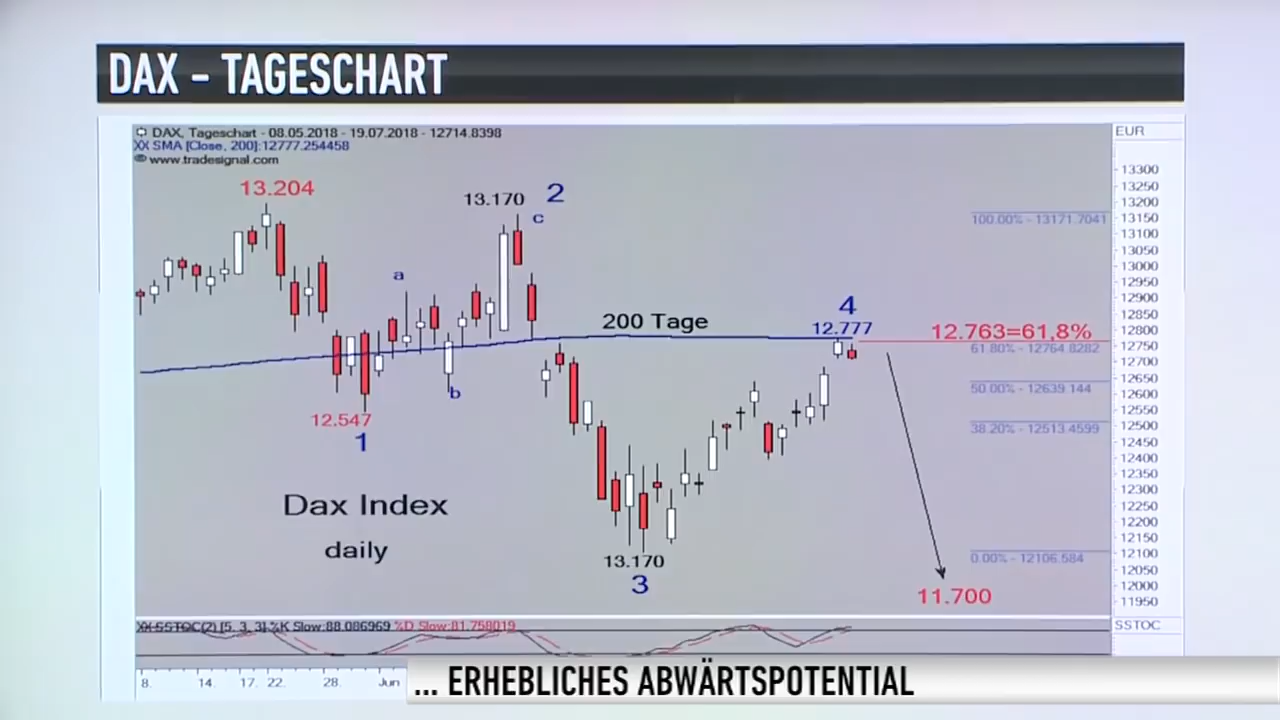 DAX – TAGESCHART
DAX, Tageschart - 08.05.2018 - 19.07.2018 - 12714.8398
SMA [Close, 200]:12777.254458
www.tradesignal.com
EUR
13.204
13.170
2
c
a
b
200 Tage
4
12.777
12.763=61,8%
12.547
1
Dax Index
daily
13.170
3
11.700
100.00% - 13171.7041
61.80% - 12764.8282
50.00% - 12639.144
38.20% - 12513.4599
0.00% - 12106.584
13300
13250
13200
13150
13100
13050
13000
12950
12900
12850
12800
12750
12700
12650
12600
12550
12500
12450
12400
12350
12300
12250
12200
12150
12100
12050
12000
11950
SSTOC(2) [5, 3, 3] %K Slow:88.086969 %D Slow:81.758019
SSTOC
8. 14. 17. 22. 28. Jun
... ERHEBLICHES ABWÄRTSPOTENTIAL